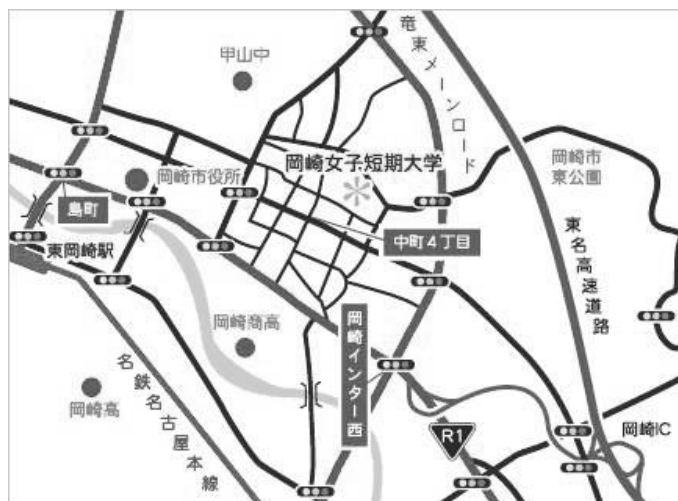 甲山中
竜東メーンロード
岡崎女子短期大学
岡崎市
東公園
岡崎市役所
島町
中町4丁目
東岡崎駅
東名高速道路
岡崎商高
岡崎インター西
名鉄名古屋本線
岡崎高
R1
岡崎IC